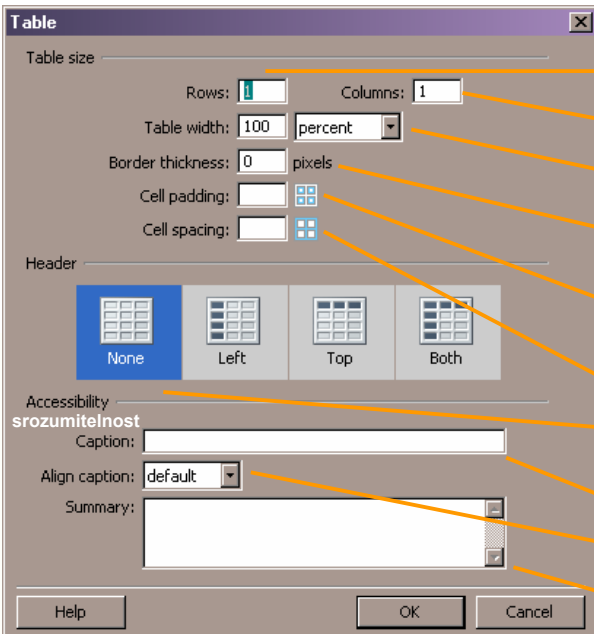 Table
Table size
Rows: 1 Columns: 1
Table width: 100 percent
Border thickness: 0 pixels
Cell padding:
Cell spacing:
Header
None Left Top Both
Accessibility
srozumitelnost
Caption:
Align caption: default
Summary:
Help OK Cancel